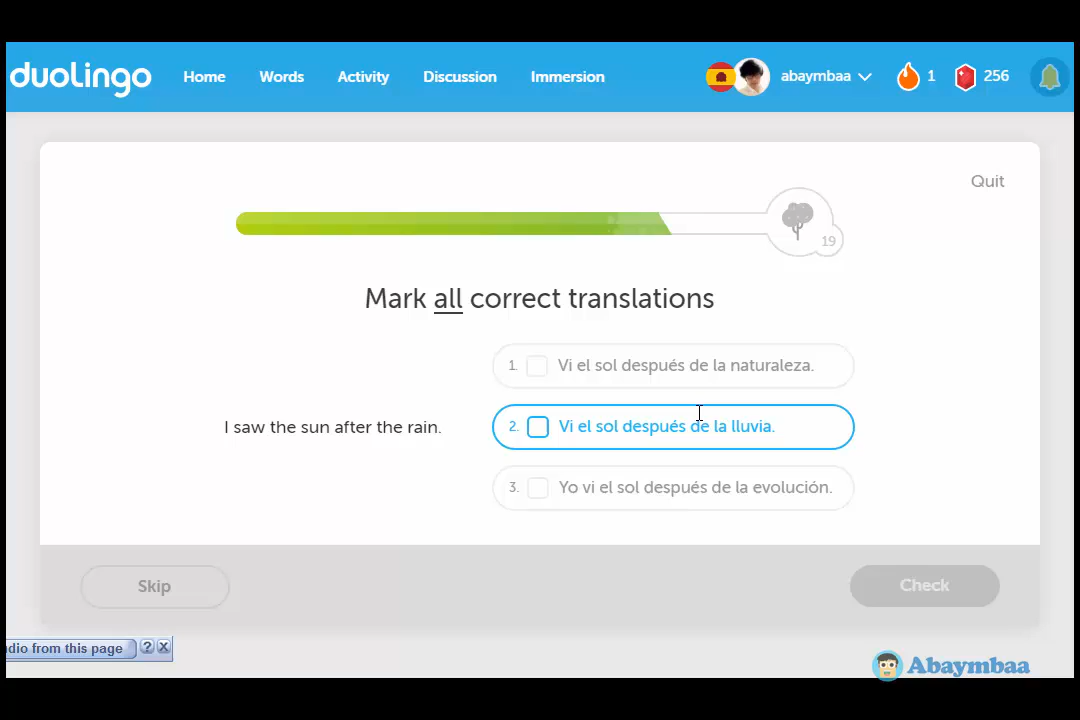 duolingo Home Words Activity Discussion Immersion abaymbaa 1 256
Quit
19
Mark all correct translations
1. Vi el sol después de la naturaleza.
I saw the sun after the rain.
2. Vi el sol después de la lluvia.
3. Yo vi el sol después de la evolución.
Skip Check
dio from this page ? X
Abaymbaa